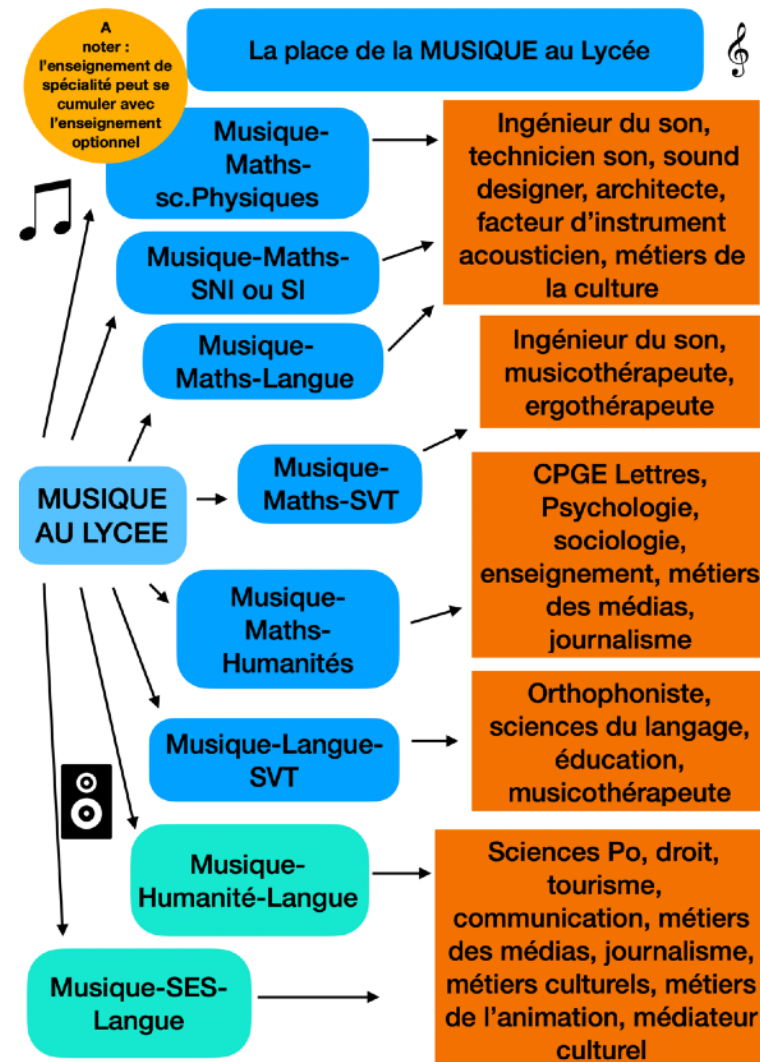 A
noter :
l'enseignement de
spécialité peut se
cumuler avec
l'enseignement
optionnel
La place de la MUSIQUE au Lycée
Musique-
Maths-
sc.Physiques
Ingénieur du son,
technicien son, sound
designer, architecte,
facteur d'instrument
acousticien, métiers de
la culture
Musique-Maths-
SNI ou SI
Musique-
Maths-Langue
Ingénieur du son,
musicothérapeute,
ergothérapeute
Musique-
Maths-SVT
MUSIQUE
AU LYCEE
CPGE Lettres,
Psychologie,
sociologie,
enseignement, métiers
des médias,
journalisme
Musique-
Maths-
Humanités
Orthophoniste,
sciences du langage,
éducation,
musicothérapeute
Musique-Langue-
SVT
Musique-
Humanité-Langue
Sciences Po, droit,
tourisme,
communication, métiers
des médias, journalisme,
métiers culturels, métiers
de l'animation, médiateur
culturel
Musique-SES-
Langue